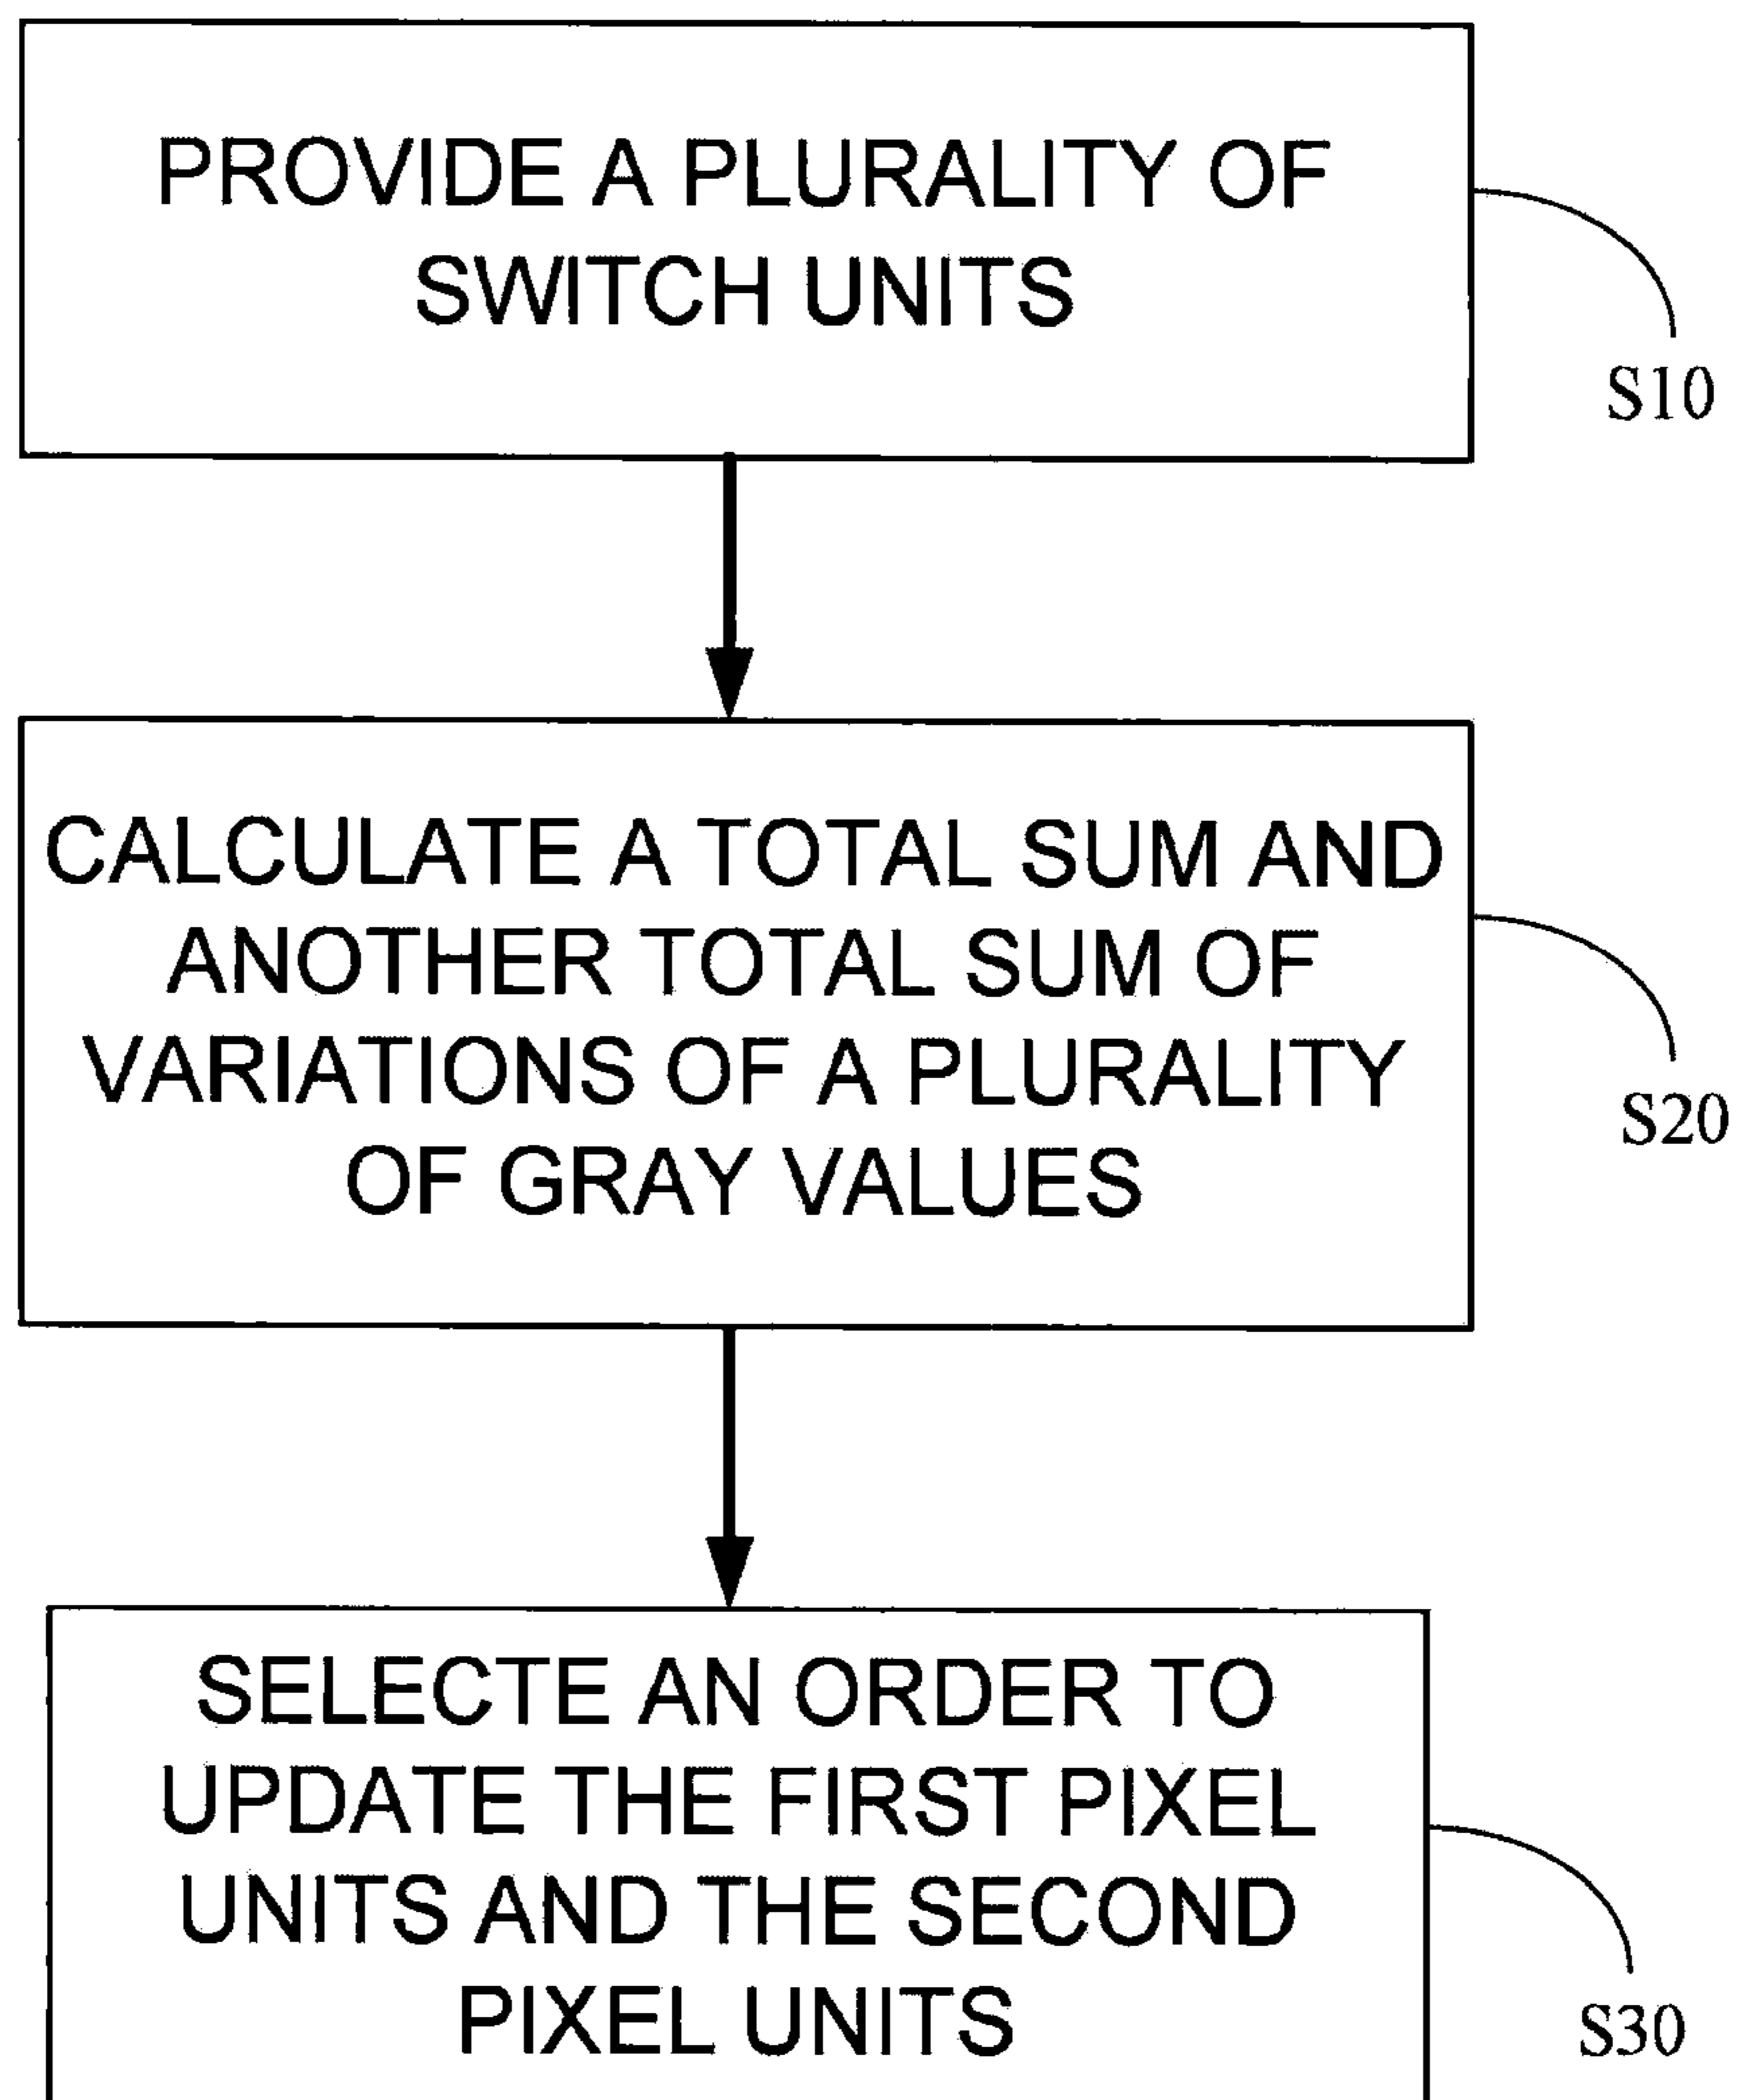 PROVIDE A PLURALITY OF
SWITCH UNITS
S10
CALCULATE A TOTAL SUM AND
ANOTHER TOTAL SUM OF
VARIATIONS OF A PLURALITY
OF GRAY VALUES
S20
SELECTE AN ORDER TO
UPDATE THE FIRST PIXEL
UNITS AND THE SECOND
PIXEL UNITS
S30